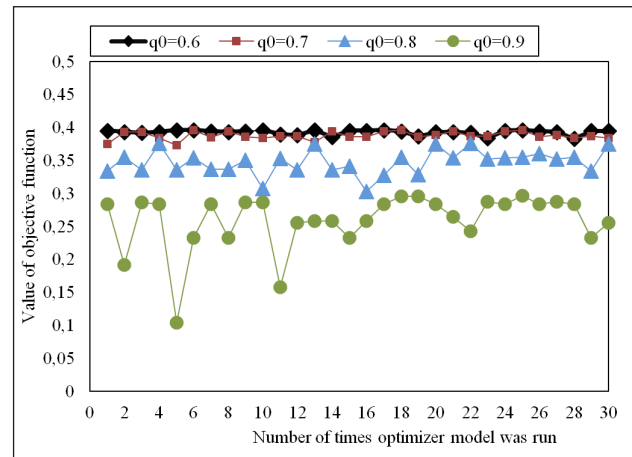 q0=0.6 q0=0.7 q0=0.8 q0=0.9
0,5
0,45
0,4
0,35
0,3
0,25
0,2
0,15
0,1
0,05
0
Value of objective function
0 2 4 6 8 10 12 14 16 18 20 22 24 26 28 30
Number of times optimizer model was run